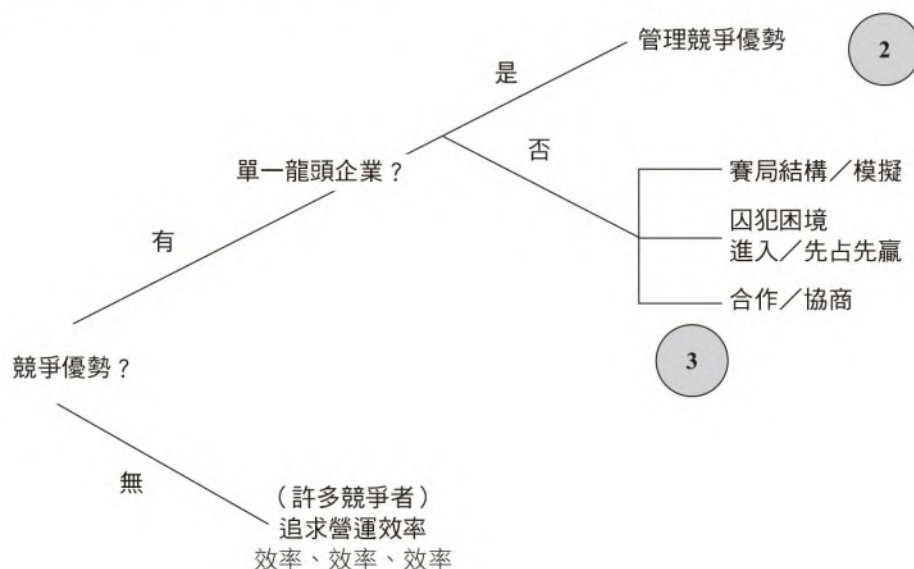 管理競爭優勢
2
是
否
單一龍頭企業？
賽局結構／模擬
囚犯困境
進入／先占先贏
合作／協商
有
3
競爭優勢？
無
（許多競爭者）
追求營運效率
效率、效率、效率